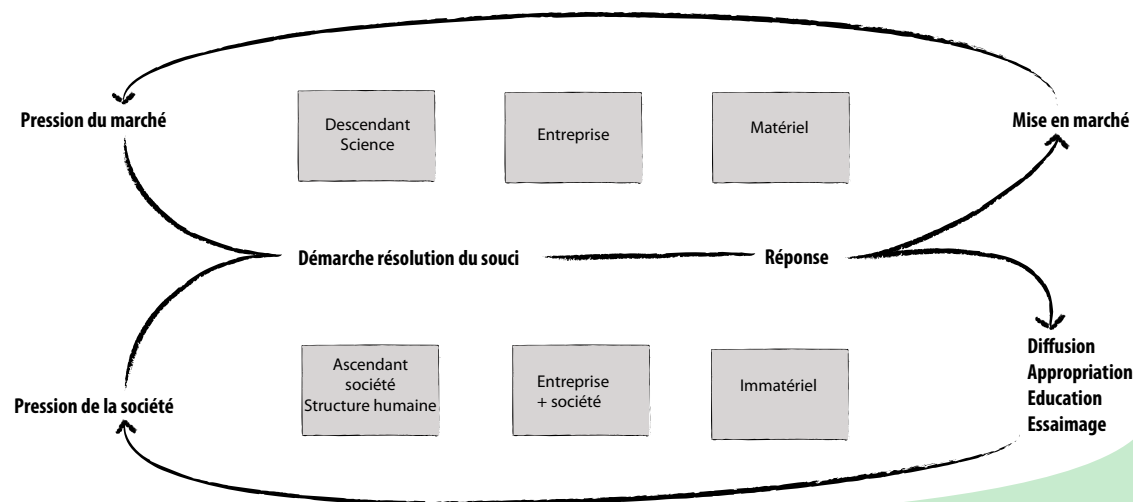 Pression du marché
Descendant
Science
Entreprise
Matériel
Mise en marché
Démarche résolution du souci
Réponse
Pression de la société
Ascendant
société
Structure humaine
Entreprise
+ société
Immatériel
Diffusion
Appropriation
Education
Essaimage